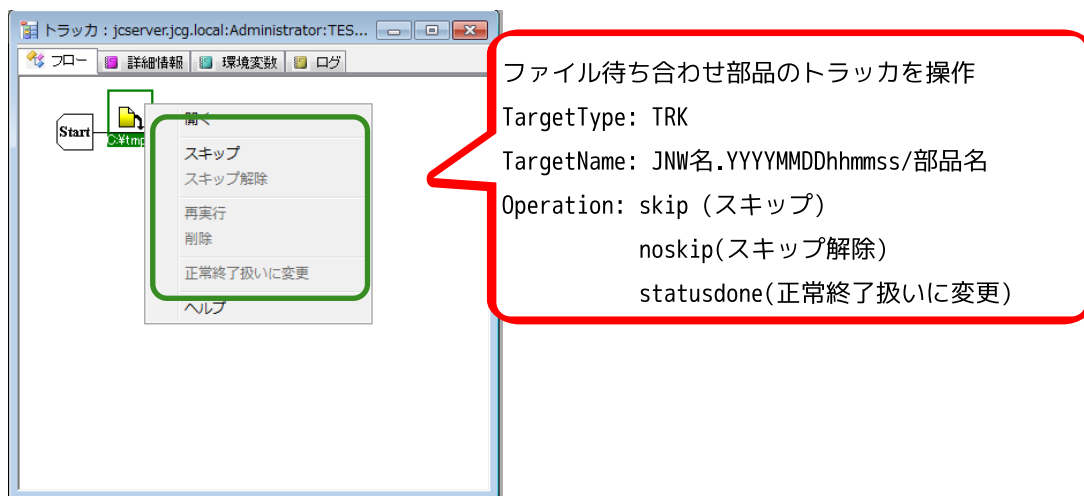 トラッカ : jcserver.jcg.local:Administrator:TES...
フロー 詳細情報 環境変数 ログ
Start
C:¥tmp
開く
スキップ
スキップ解除
再実行
削除
正常終了扱いに変更
ヘルプ
ファイル待ち合わせ部品のトラッカを操作
TargetType: TRK
TargetName: JNW名.YYYYMMDDhhmmss/部品名
Operation: skip (スキップ)
noskip(スキップ解除)
statusdone(正常終了扱いに変更)